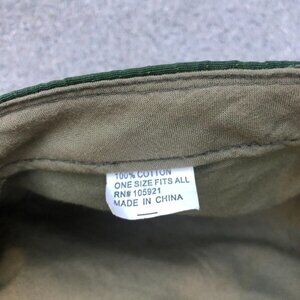 100% COTTON
ONE SIZE FITS ALL
RN# 105921
MADE IN CHINA